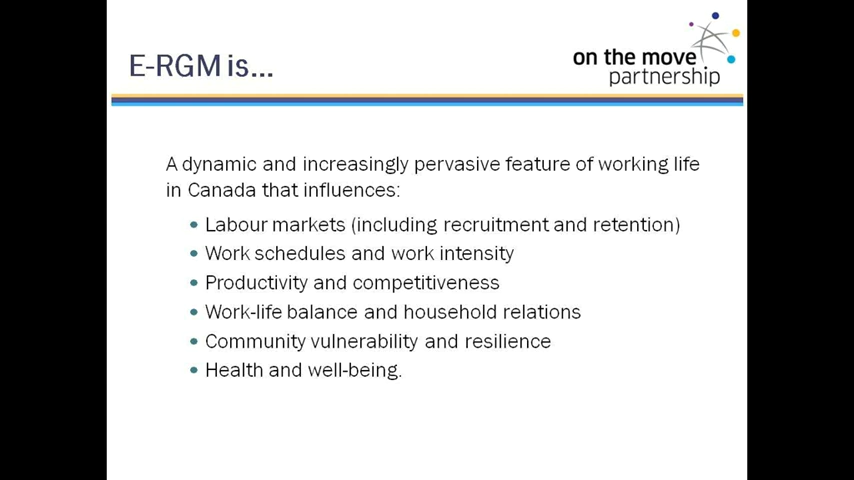 E-RGM is...
on the move
partnership
A dynamic and increasingly pervasive feature of working life
in Canada that influences:
• Labour markets (including recruitment and retention)
• Work schedules and work intensity
• Productivity and competitiveness
• Work-life balance and household relations
• Community vulnerability and resilience
• Health and well-being.